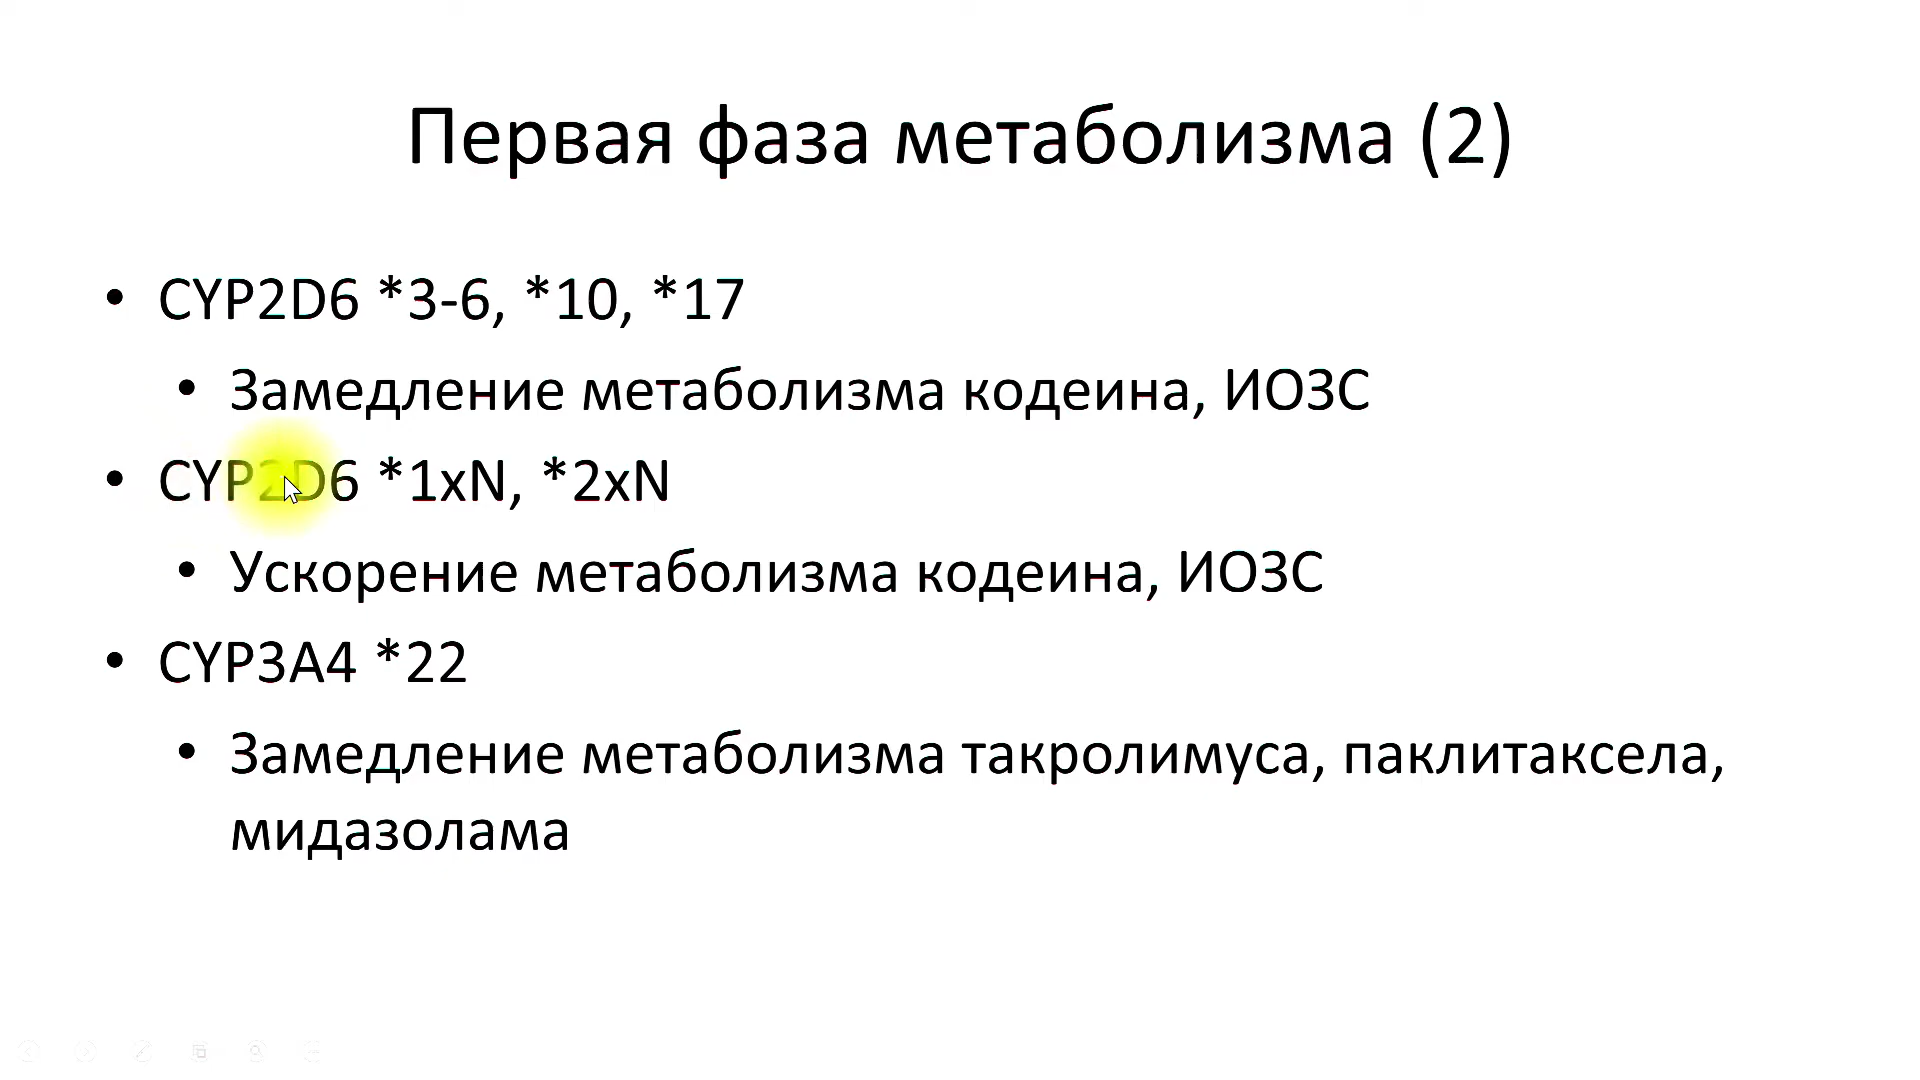 Первая фаза метаболизма (2)
• CYP2D6 *3-6, *10, *17
• Замедление метаболизма кодеина, ИОЗС
• CYP2D6 *1xN, *2xN
• Ускорение метаболизма кодеина, ИОЗС
• CYP3A4 *22
• Замедление метаболизма такролимуса, паклитаксела,
мидазолама